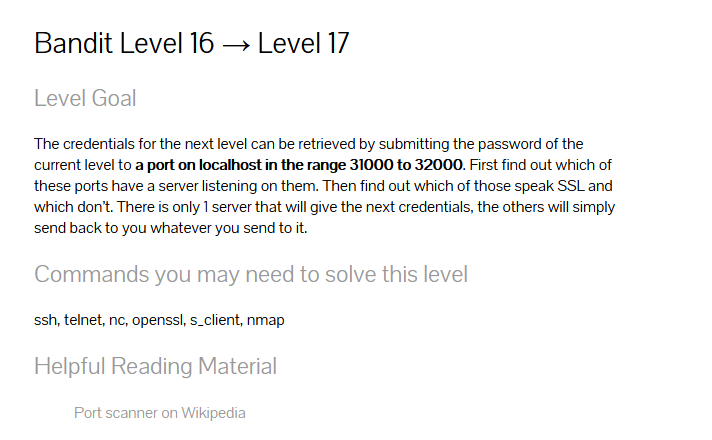 Bandit Level 16 → Level 17
Level Goal
The credentials for the next level can be retrieved by submitting the password of the
current level to a port on localhost in the range 31000 to 32000. First find out which of
these ports have a server listening on them. Then find out which of those speak SSL and
which don't. There is only 1 server that will give the next credentials, the others will simply
send back to you whatever you send to it.
Commands you may need to solve this level
ssh, telnet, nc, openssl, s_client, nmap
Helpful Reading Material
Port scanner on Wikipedia